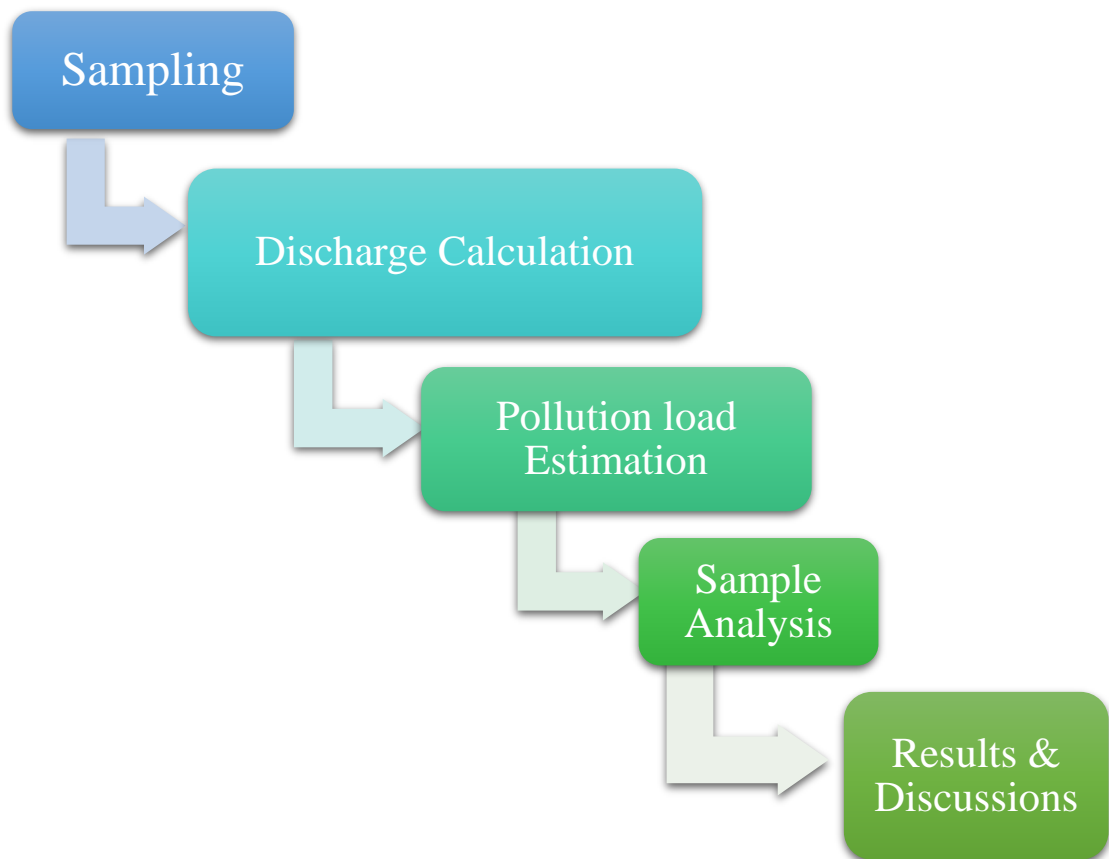 Sampling
Discharge Calculation
Pollution load
Estimation
Sample
Analysis
Results &
Discussions